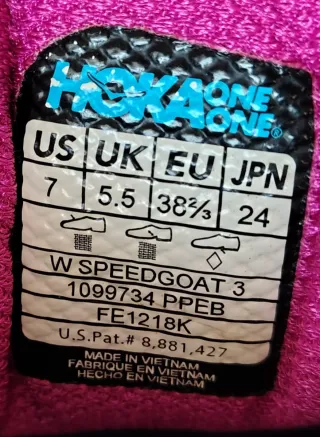 HOKA ONE ONE®
US UK EU JPN
7 5.5 38⅔ 24
W SPEEDGOAT 3
1099734 PPEB
FE1218K
U.S.Pat.# 8,881,427
MADE IN VIETNAM
FABRIQUE EN VIETNAM
HECHO EN VIETNAM